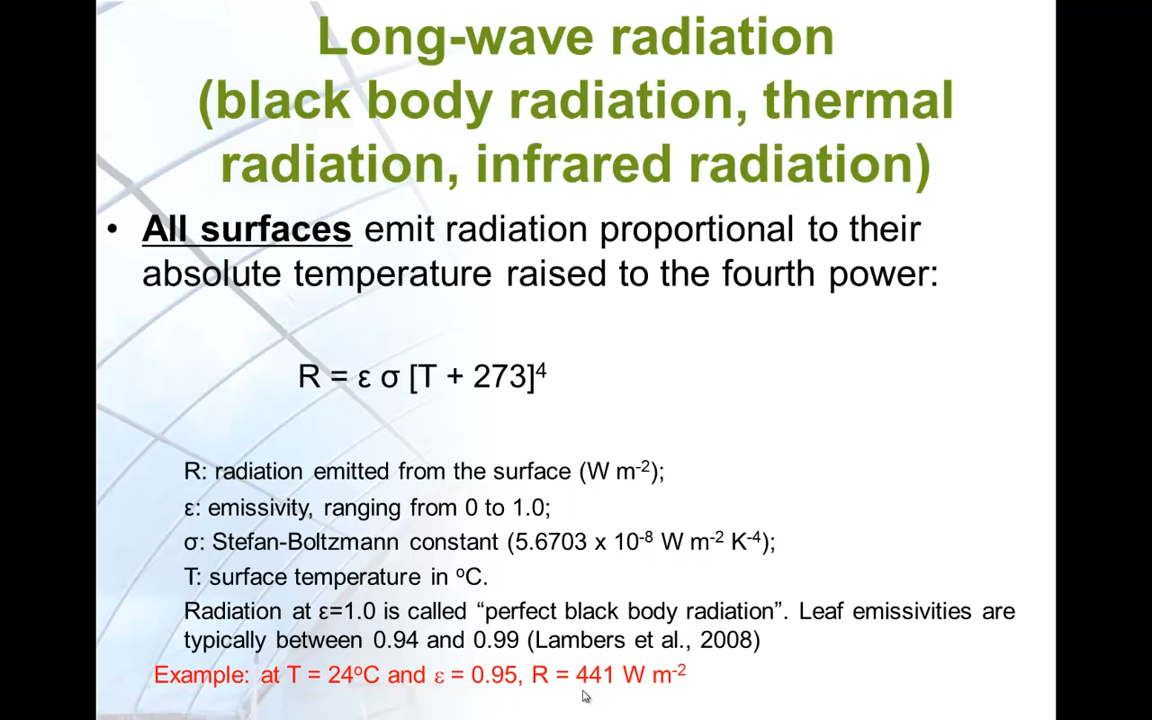 Long-wave radiation
(black body radiation, thermal
radiation, infrared radiation)
• All surfaces emit radiation proportional to their
absolute temperature raised to the fourth power:
R = ε σ [T + 273]⁴
R: radiation emitted from the surface (W m⁻²);
ε: emissivity, ranging from 0 to 1.0;
σ: Stefan-Boltzmann constant (5.6703 x 10⁻⁸ W m⁻² K⁻⁴);
T: surface temperature in ᵒC.
Radiation at ε=1.0 is called “perfect black body radiation”. Leaf emissivities are
typically between 0.94 and 0.99 (Lambers et al., 2008)
Example: at T = 24ᵒC and ε = 0.95, R = 441 W m⁻²